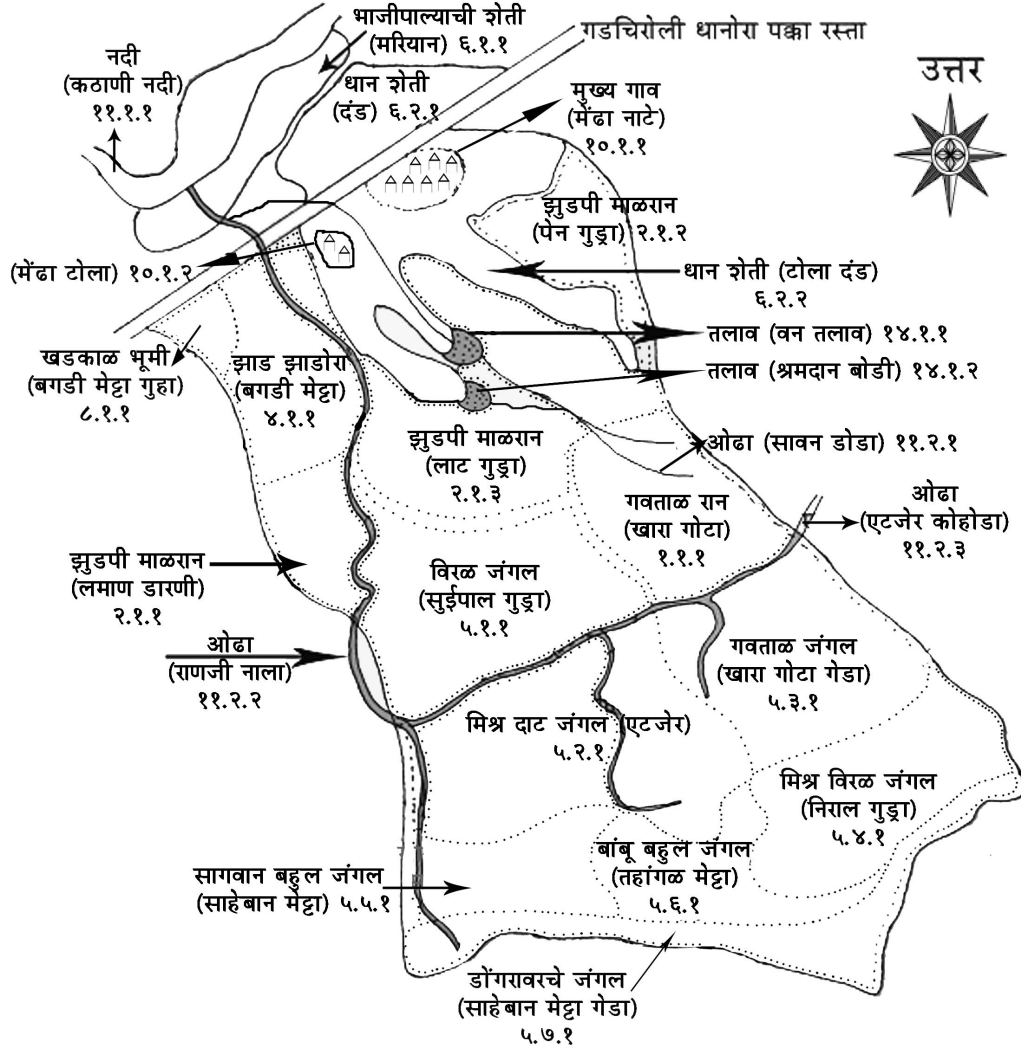 भाजीपाल्याची शेती
(मरियान) ६.१.१
गडचिरोली धानोरा पक्का रस्ता
नदी
(कठाणी नदी)
११.१.१
धान शेती
(दंड) ६.२.१
मुख्य गाव
(मेंढा नाटे)
१०.१.१
उत्तर
झुडपी माळरान
(पेन गुड्रा) २.१.२
(मेंढा टोला) १०.१.२
धान शेती (टोला दंड)
६.२.२
तलाव (वन तलाव) १४.१.१
खडकाळ भूमी
(बगडी मेट्टा गुहा)
८.१.१
झाड झाडोरा
(बगडी मेट्टा)
४.१.१
तलाव (श्रमदान बोडी) १४.१.२
झुडपी माळरान
(लाट गुड्रा)
२.१.३
ओढा (सावन डोडा) ११.२.१
गवताळ रान
(खारा गोटा)
१.१.१
ओढा
(एटजेर कोहोडा)
११.२.३
झुडपी माळरान
(लमाण डारणी)
२.१.१
विरळ जंगल
(सुईपाल गुड्रा)
५.१.१
ओढा
(राणजी नाला)
११.२.२
गवताळ जंगल
(खारा गोटा गेडा)
५.३.१
मिश्र दाट जंगल (एटजेर)
५.२.१
मिश्र विरळ जंगल
(निराल गुड्रा)
५.४.१
बांबू बहुल जंगल
(तहांगळ मेट्टा)
५.६.१
सागवान बहुल जंगल
(साहेबान मेट्टा) ५.५.१
डोंगरावरचे जंगल
(साहेबान मेट्टा गेडा)
५.७.१